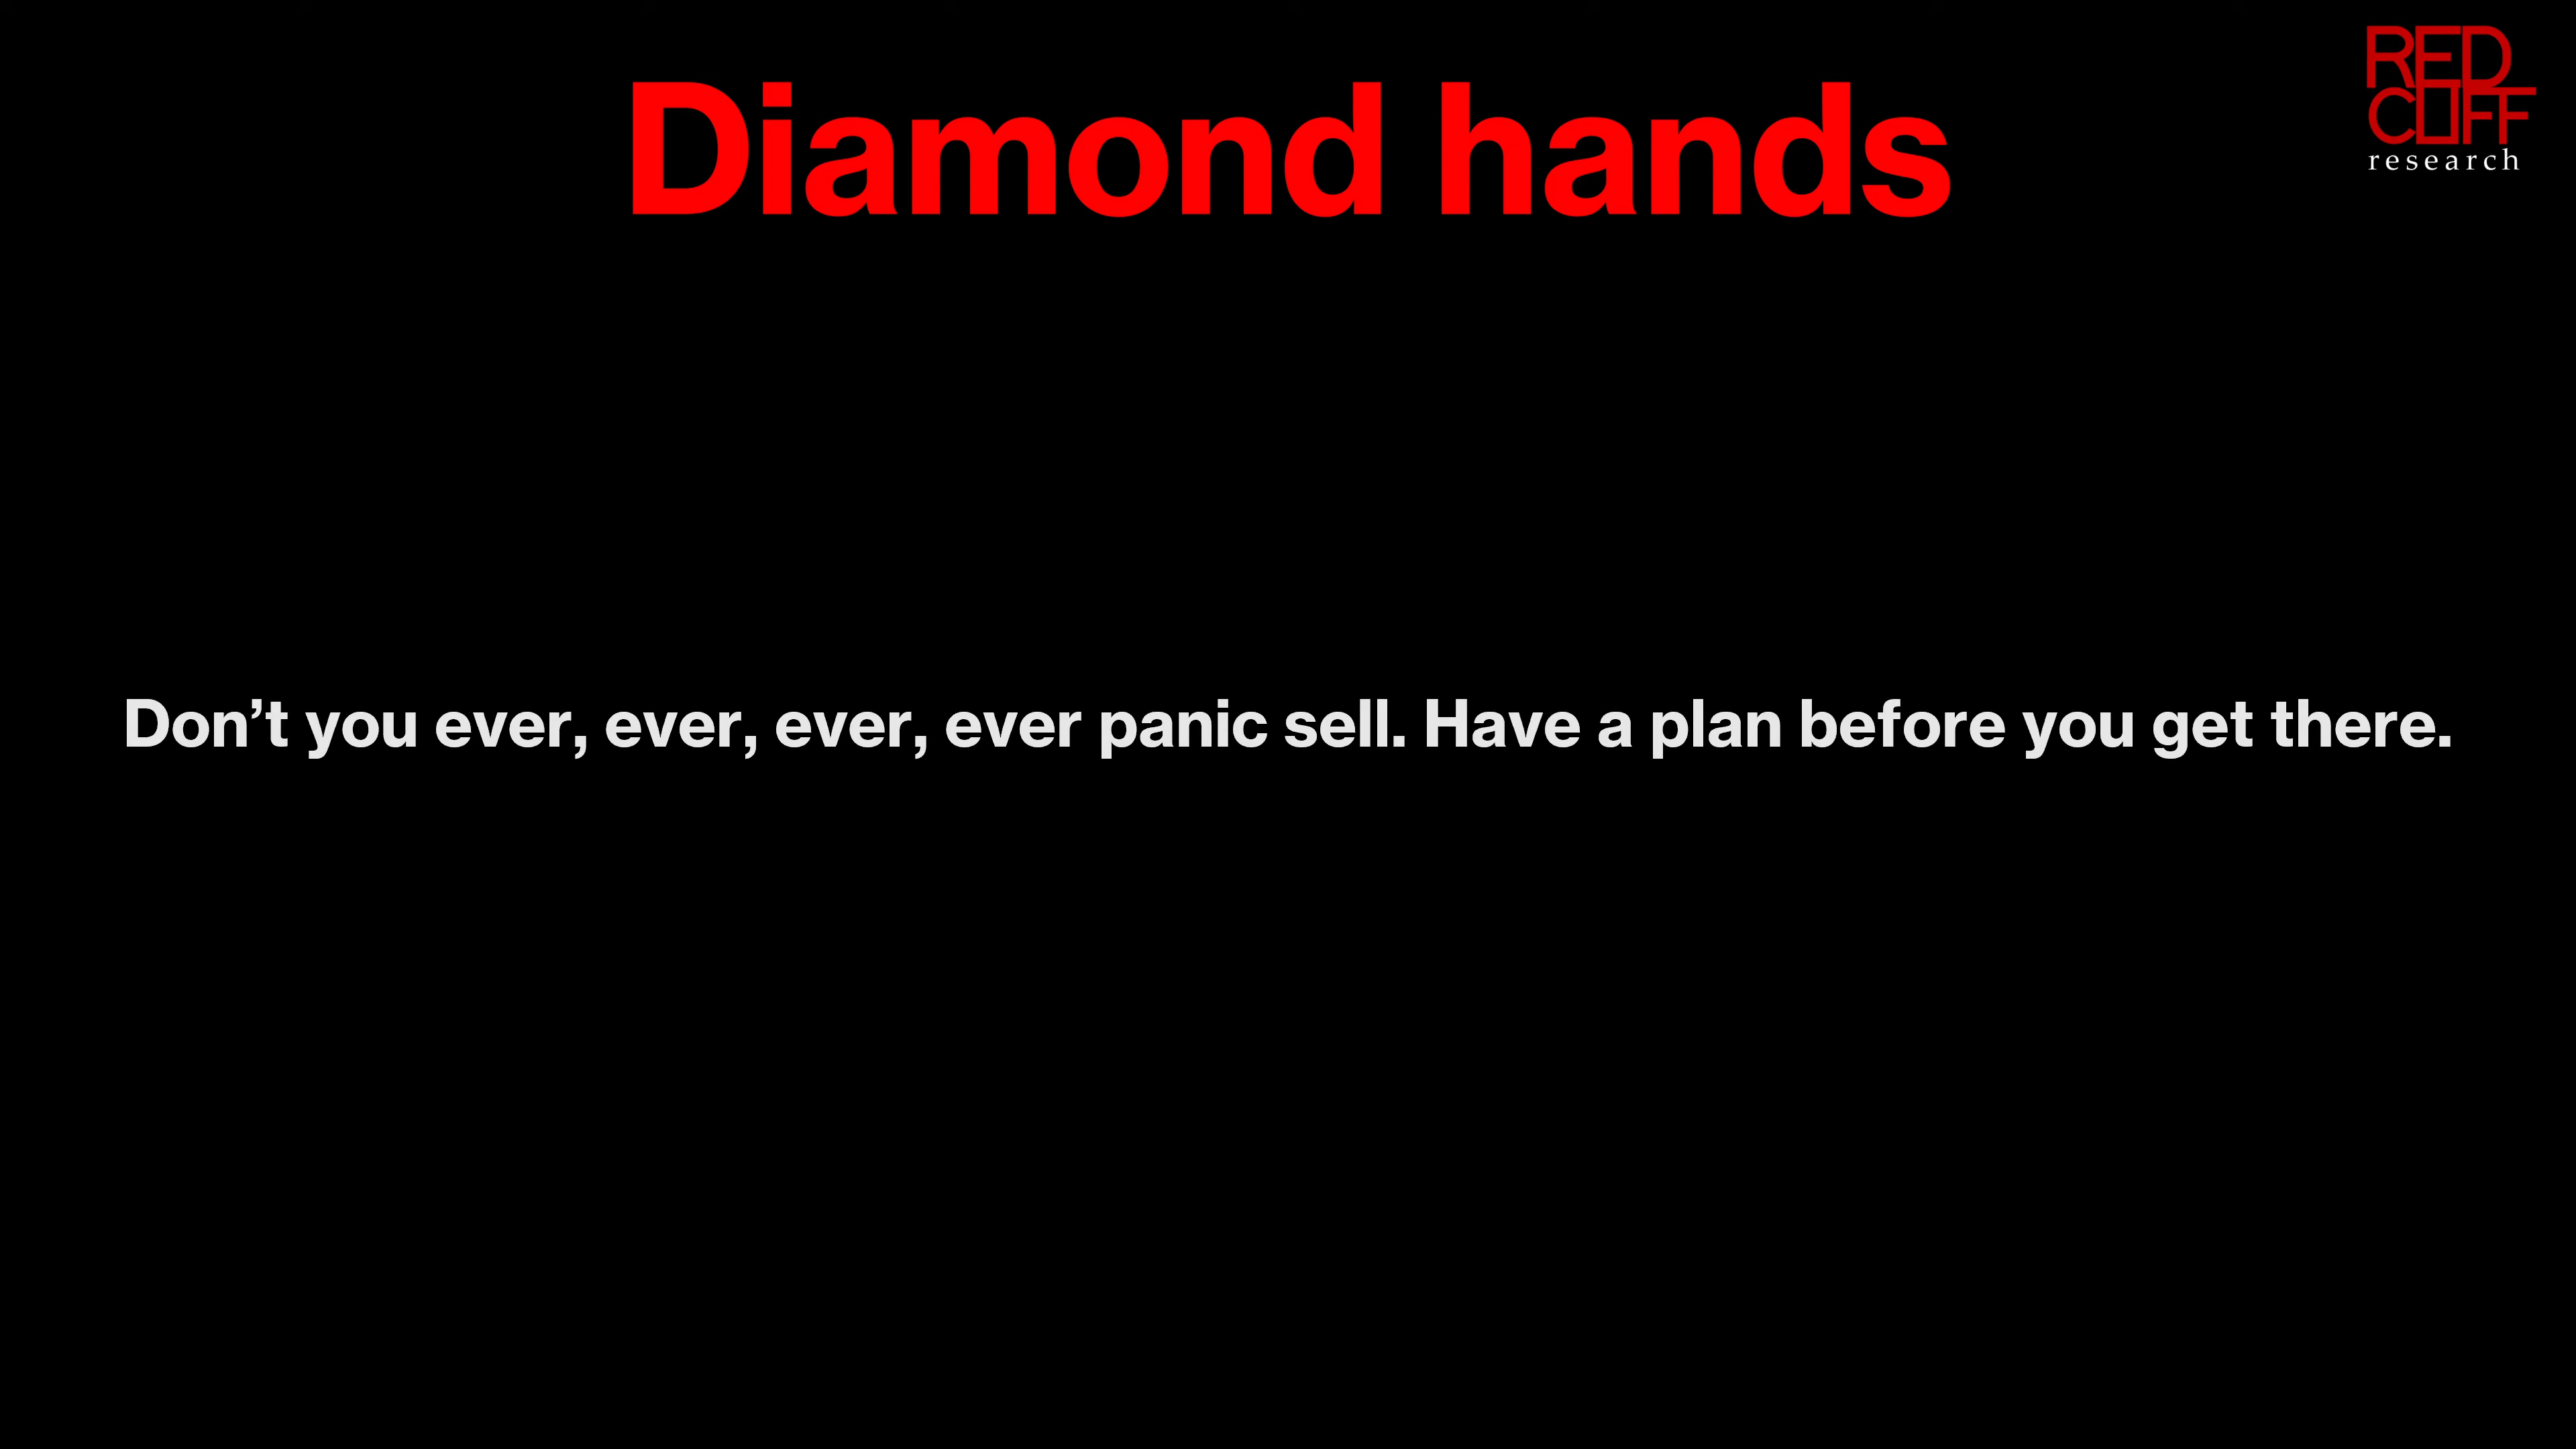 Diamond hands
RED
CLIFF
research
Don’t you ever, ever, ever, ever panic sell. Have a plan before you get there.